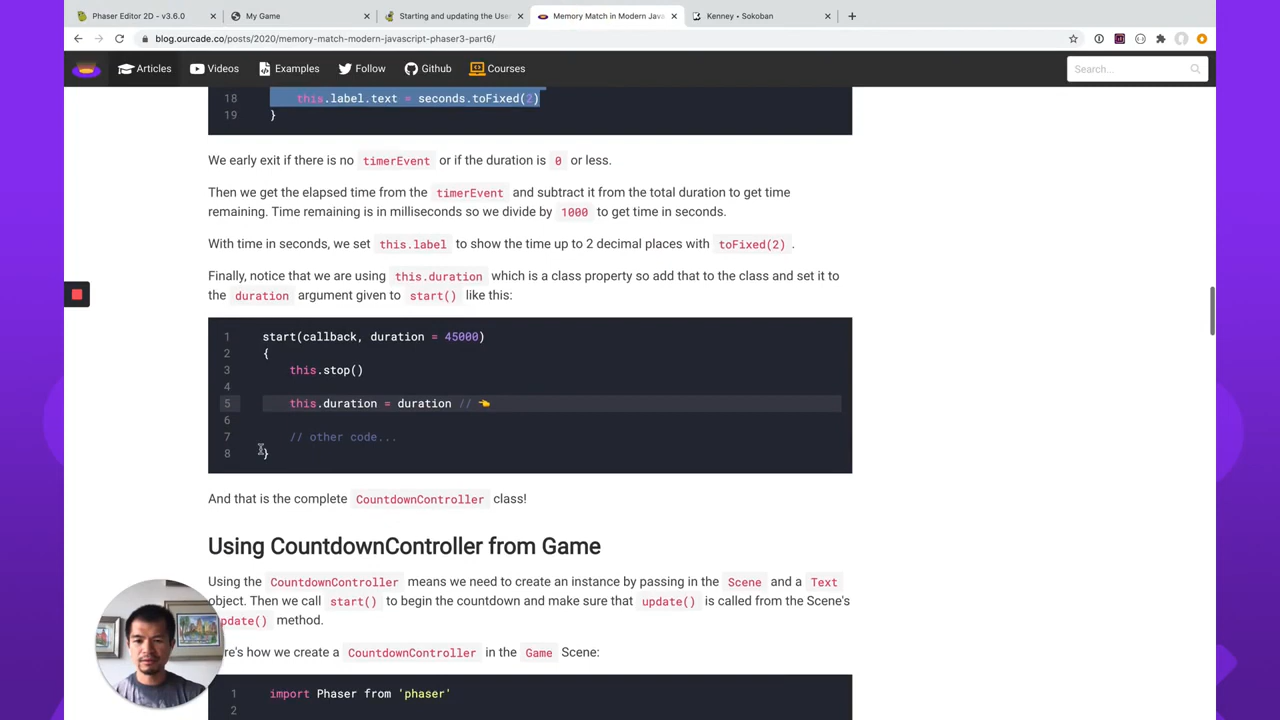 Phaser Editor 2D - v3.6.0
My Game
Starting and updating the Use
Memory Match in Modern Java
Kenney • Sokoban
blog.ourcade.co/posts/2020/memory-match-modern-javascript-phaser3-part6/
Articles
Videos
Examples
Follow
Github
Courses
Search...
18 this.label.text = seconds.toFixed(2)
19 }
We early exit if there is no timerEvent or if the duration is 0 or less.
Then we get the elapsed time from the timerEvent and subtract it from the total duration to get time
remaining. Time remaining is in milliseconds so we divide by 1000 to get time in seconds.
With time in seconds, we set this.label to show the time up to 2 decimal places with toFixed(2) .
Finally, notice that we are using this.duration which is a class property so add that to the class and set it to
the duration argument given to start() like this:
1 start(callback, duration = 45000)
2 {
3 this.stop()
4
5 this.duration = duration // 👈
6
7 // other code...
8 }
And that is the complete CountdownController class!
Using CountdownController from Game
Using the CountdownController means we need to create an instance by passing in the Scene and a Text
object. Then we call start() to begin the countdown and make sure that update() is called from the Scene's
pdate() method.
re's how we create a CountdownController in the Game Scene:
1 import Phaser from 'phaser'
2